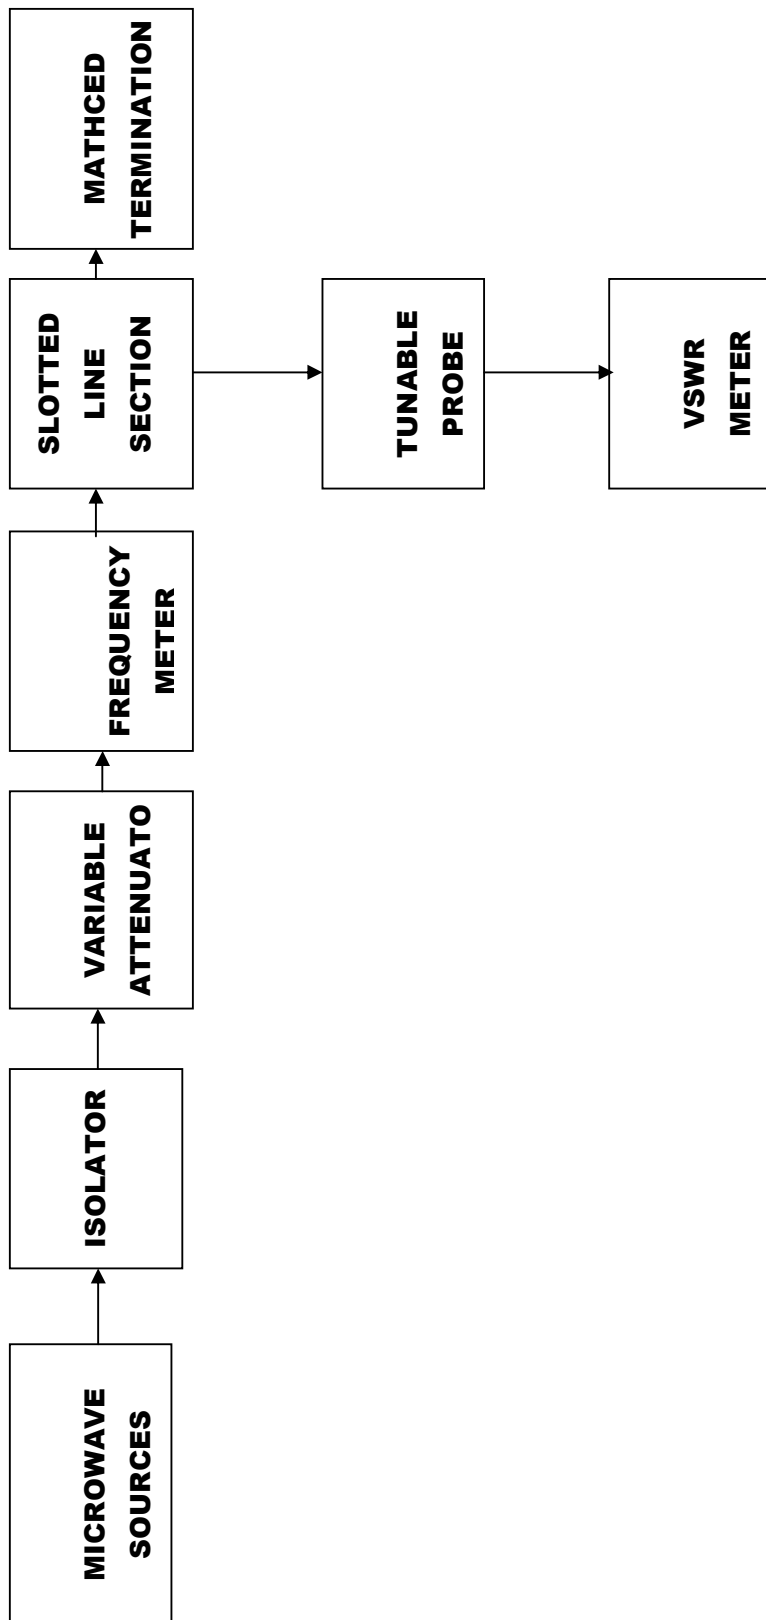 MICROWAVE
SOURCES
ISOLATOR
VARIABLE
ATTENUATO
FREQUENCY
METER
SLOTTED
LINE
SECTION
MATHCED
TERMINATION
TUNABLE
PROBE
VSWR
METER